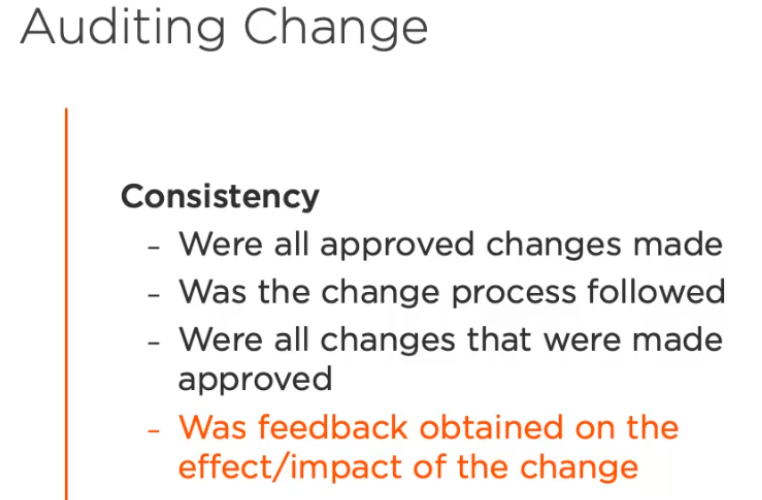 Auditing Change
Consistency
- Were all approved changes made
- Was the change process followed
- Were all changes that were made
approved
- Was feedback obtained on the
effect/impact of the change